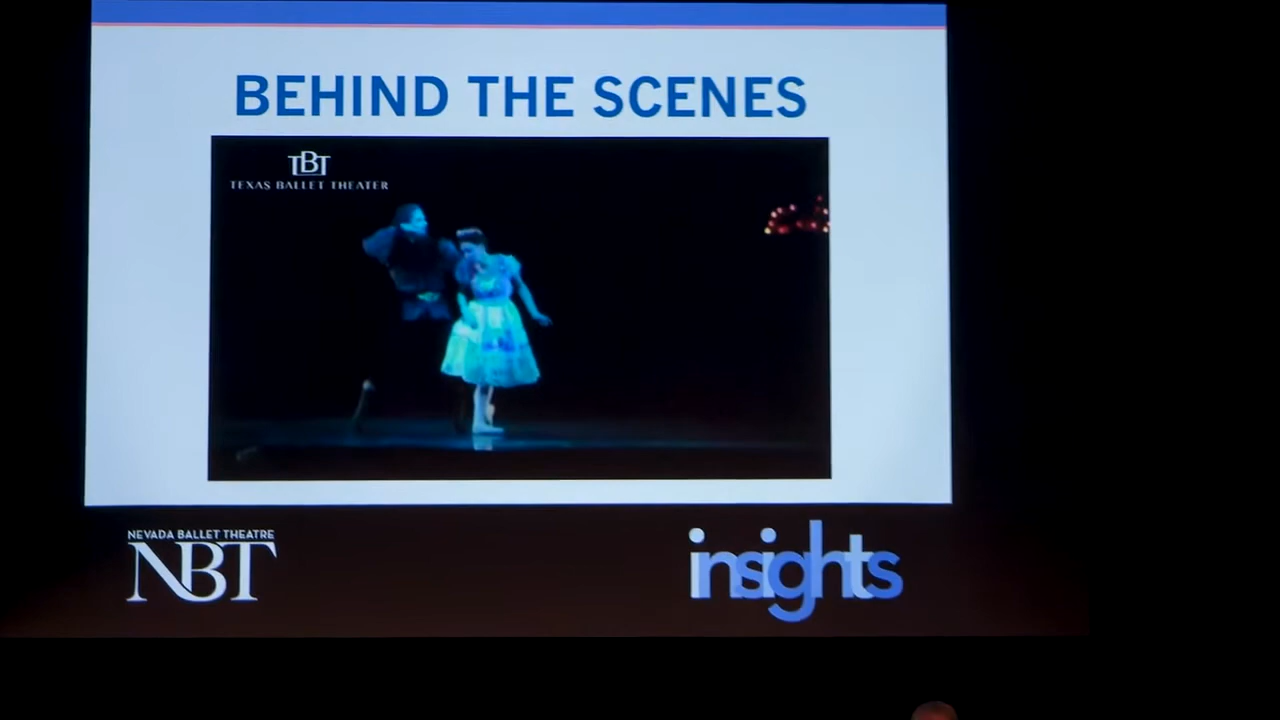 BEHIND THE SCENES
TBT
TEXAS BALLET THEATER
NEVADA BALLET THEATRE
NBT
insights